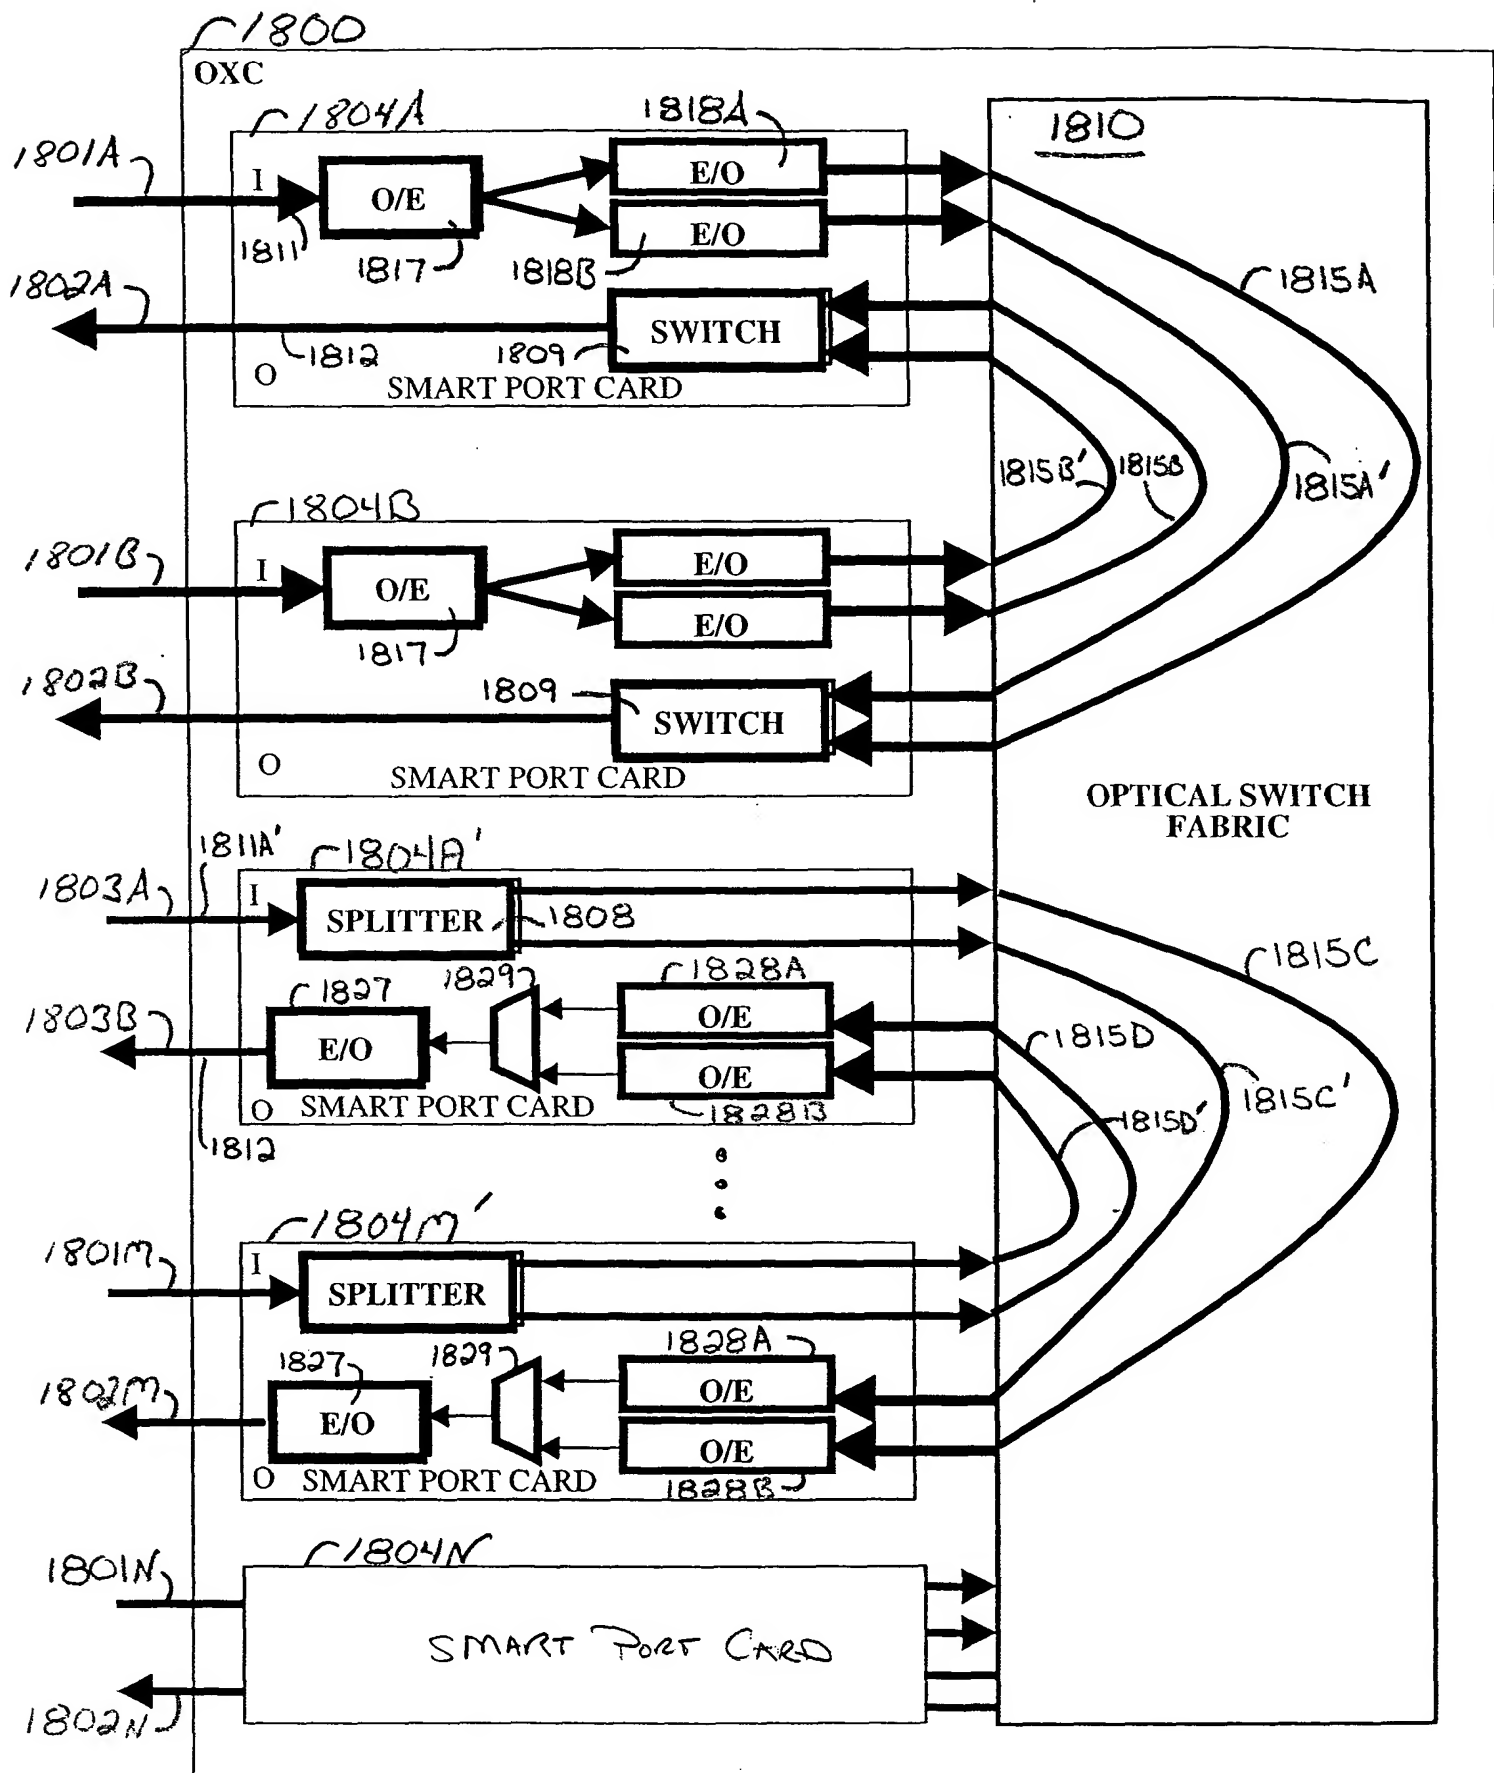 1800
OXC
1804A
1818A
1810
1801A
I
O/E
E/O
E/O
1811
1817
1818B
1802A
1815A
SWITCH
1812
1809
O
SMART PORT CARD
1815B'
1815B
1815A'
1804B
1801B
I
O/E
E/O
E/O
1817
1802B
1809
SWITCH
O
SMART PORT CARD
OPTICAL SWITCH
FABRIC
1811A'
1804A'
1803A
I
SPLITTER
1808
1815C
1827
1829
1828A
1803B
E/O
O/E
O/E
1815D
1815C'
O
SMART PORT CARD
1828B
1815D'
1812
1804M'
1801M
I
SPLITTER
1827
1829
1828A
1802M
E/O
O/E
O/E
O
SMART PORT CARD
1828B
1804N
1801N
SMART PORT CARD
1802N